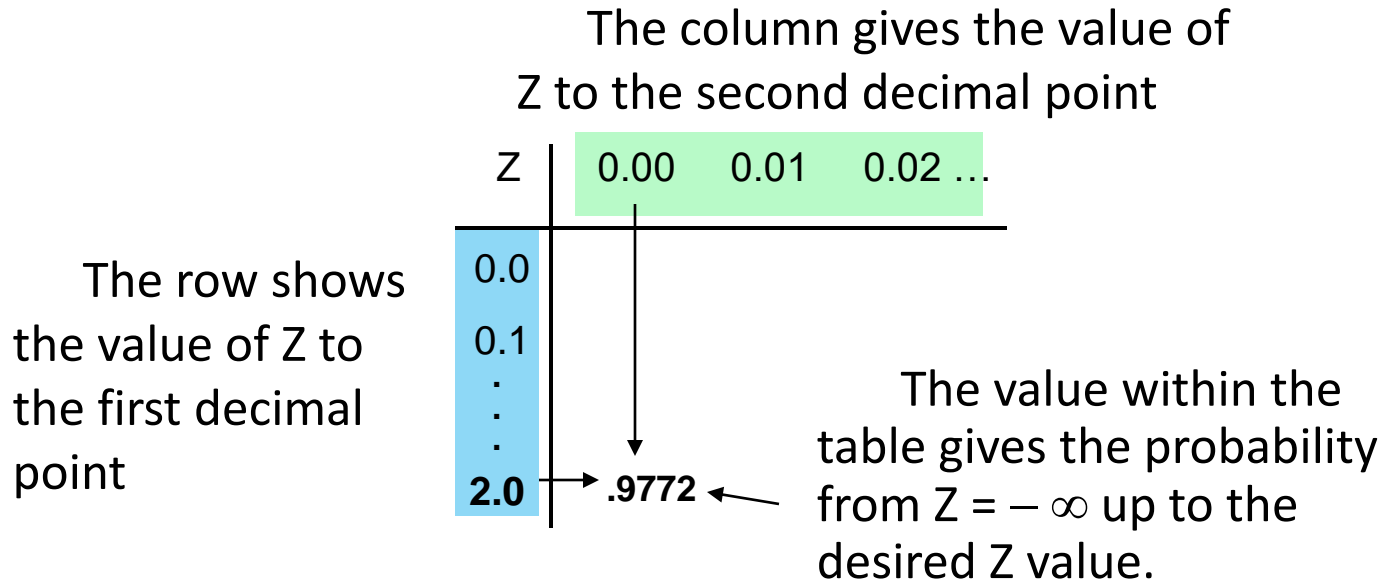 The column gives the value of
Z to the second decimal point
Z 0.00 0.01 0.02 …
The row shows
the value of Z to
the first decimal
point
0.0
0.1
.
.
.
2.0 .9772
The value within the
table gives the probability
from Z = − ∞ up to the
desired Z value.